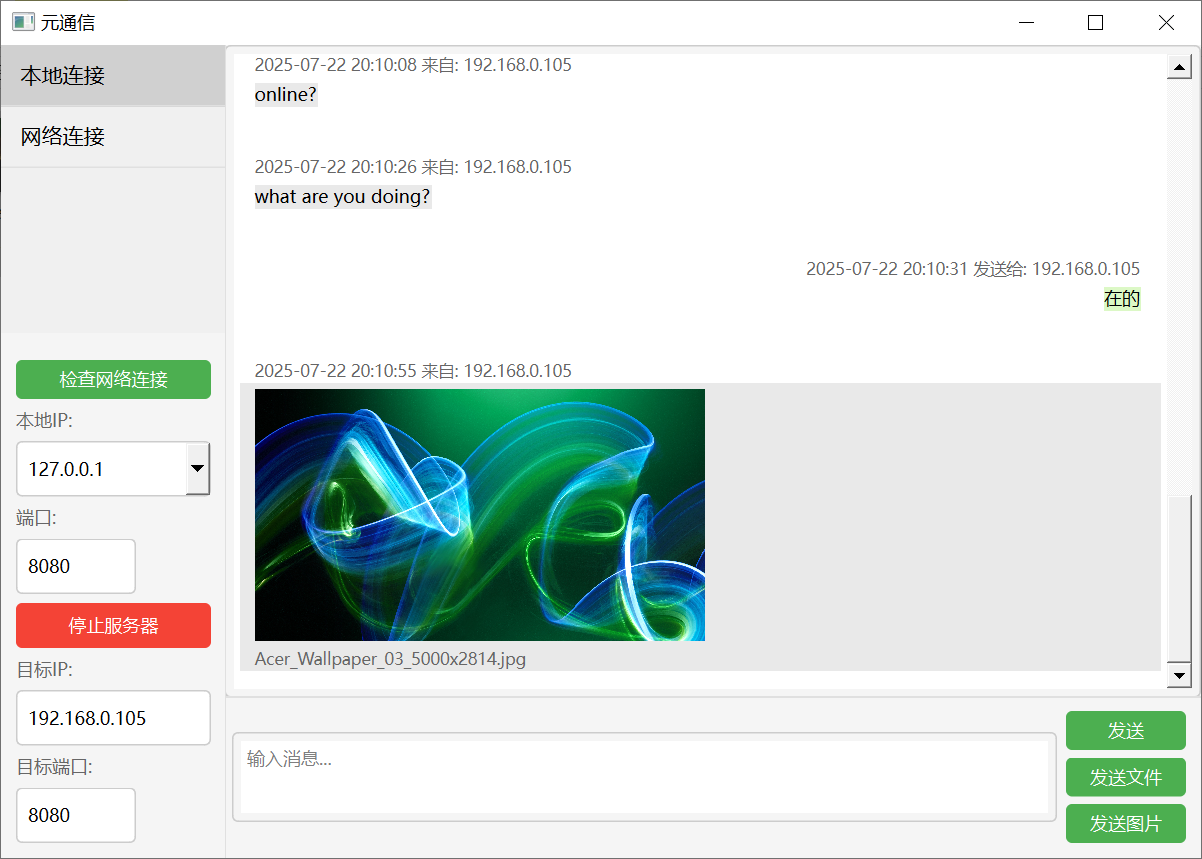 元通信
本地连接
网络连接
检查网络连接
本地IP:
127.0.0.1
端口:
8080
停止服务器
目标IP:
192.168.0.105
目标端口:
8080
2025-07-22 20:10:08 来自: 192.168.0.105
online?
2025-07-22 20:10:26 来自: 192.168.0.105
what are you doing?
2025-07-22 20:10:31 发送给: 192.168.0.105
在的
2025-07-22 20:10:55 来自: 192.168.0.105
Acer_Wallpaper_03_5000x2814.jpg
输入消息...
发送
发送文件
发送图片